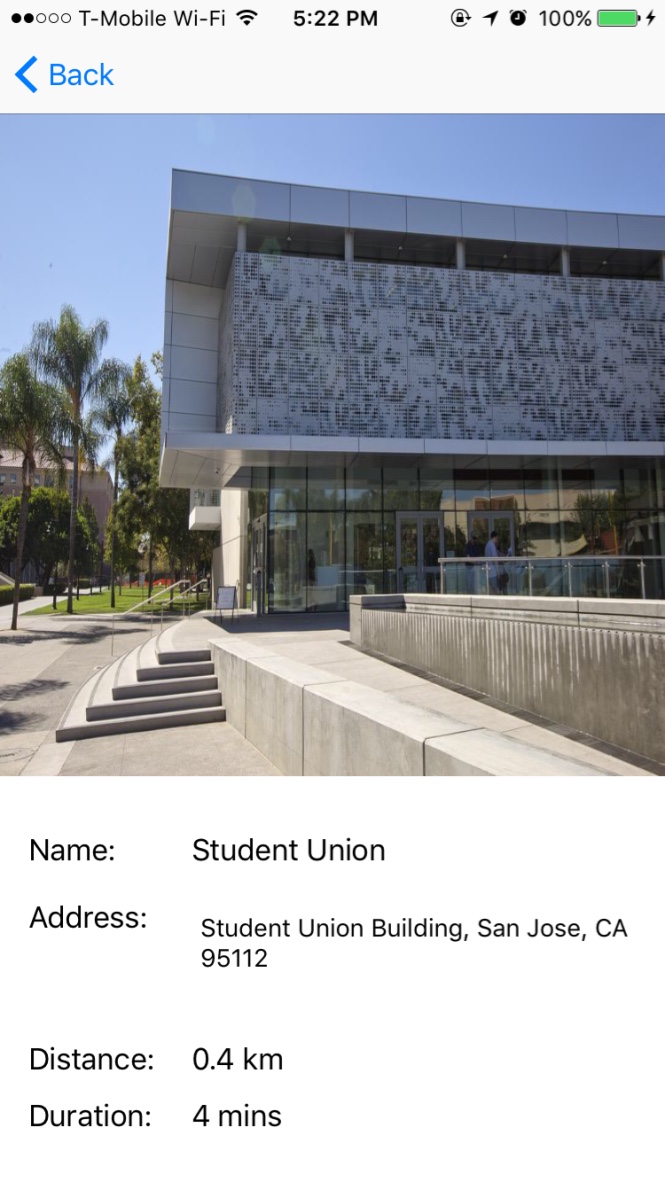 T-Mobile Wi-Fi 5:22 PM 100%
Back
Name: Student Union
Address: Student Union Building, San Jose, CA
95112
Distance: 0.4 km
Duration: 4 mins